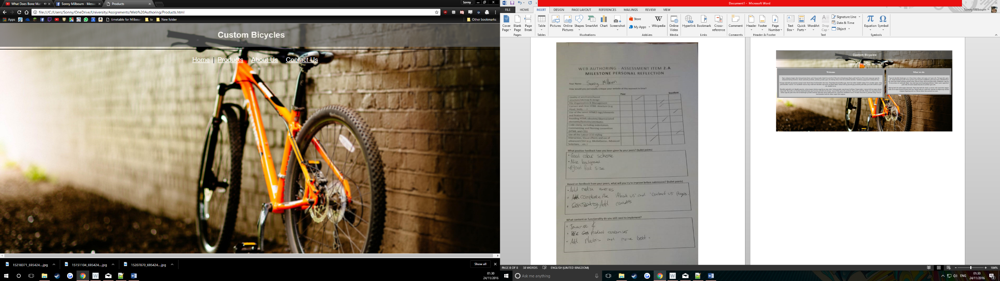 What Does Bone Mar
Sonny Milbourn - Messa
Products
Sonny
file:///C:/Users/Sonny/OneDrive/University/Assignments/Web%20Authoring/Products.html
Apps
timetable for Milbour
tv
New folder
Other bookmarks
Custom Bicycles
Home | Products | About Us
Contact Us
15218371_695424....jpg
15151104_695424....jpg
15207870_695424....jpg
Show all
01:30
24/11/2016
Document1 - Microsoft Word
FILE
HOME
INSERT
DESIGN
PAGE LAYOUT
REFERENCES
MAILINGS
REVIEW
VIEW
Sonny Milbourn
Cover Page
Blank Page
Page Break
Table
Pictures
Online Pictures
Shapes
SmartArt
Chart
Screenshot
Store
My Apps
Wikipedia
Online Video
Hyperlink
Bookmark
Cross-reference
Comment
Header
Footer
Page Number
Text Box
Quick Parts
WordArt
Drop Cap
Signature Line
Date & Time
Object
Equation
Symbol
Pages
Tables
Illustrations
Add-ins
Media
Links
Comments
Header & Footer
Text
Symbols
WEB AUTHORING - ASSESSMENT ITEM 2.A
MILESTONE PERSONAL REFLECTION
Your Name: Sonny Milburn
How would you personally critique your website at this moment in time?
Poor
Excellent
Quality of wireframe/layout
structure/sitemap & design
File Organization & Management
Correct and clear HTML structure (e.g.
Head, body, ...)
Use of the latest HTML5 tags/elements
and features.
Avoiding HTML obsolete/depreciated
elements/features/attributes
Code clarity, including indentation,
Commenting and Naming convention
(HTML and CSS)
Use of the Latest CCS3 styling
Interaction, Visual effects and use of
advanced CSS3 (e.g. MediaQueries, Advanced
Selectors, ...etc.)
What positive feedback have you been given by your peers? (bullet points)
• Good colour scheme
• Nice background
• Good font size
Based on feedback from your peers, what will you try to improve before submission? (bullet points)
• Add media queries
• complete the 'About us' and 'contact us' pages.
• Add
What content or functionality do you still need to implement?
• Product customiser
• Add photos and more text.
Custom Bicycles
Welcome
What we do
PAGE 8 OF 8
38 WORDS
ENGLISH (UNITED KINGDOM)
104%
Ask me anything
ENG
01:30
24/11/2016